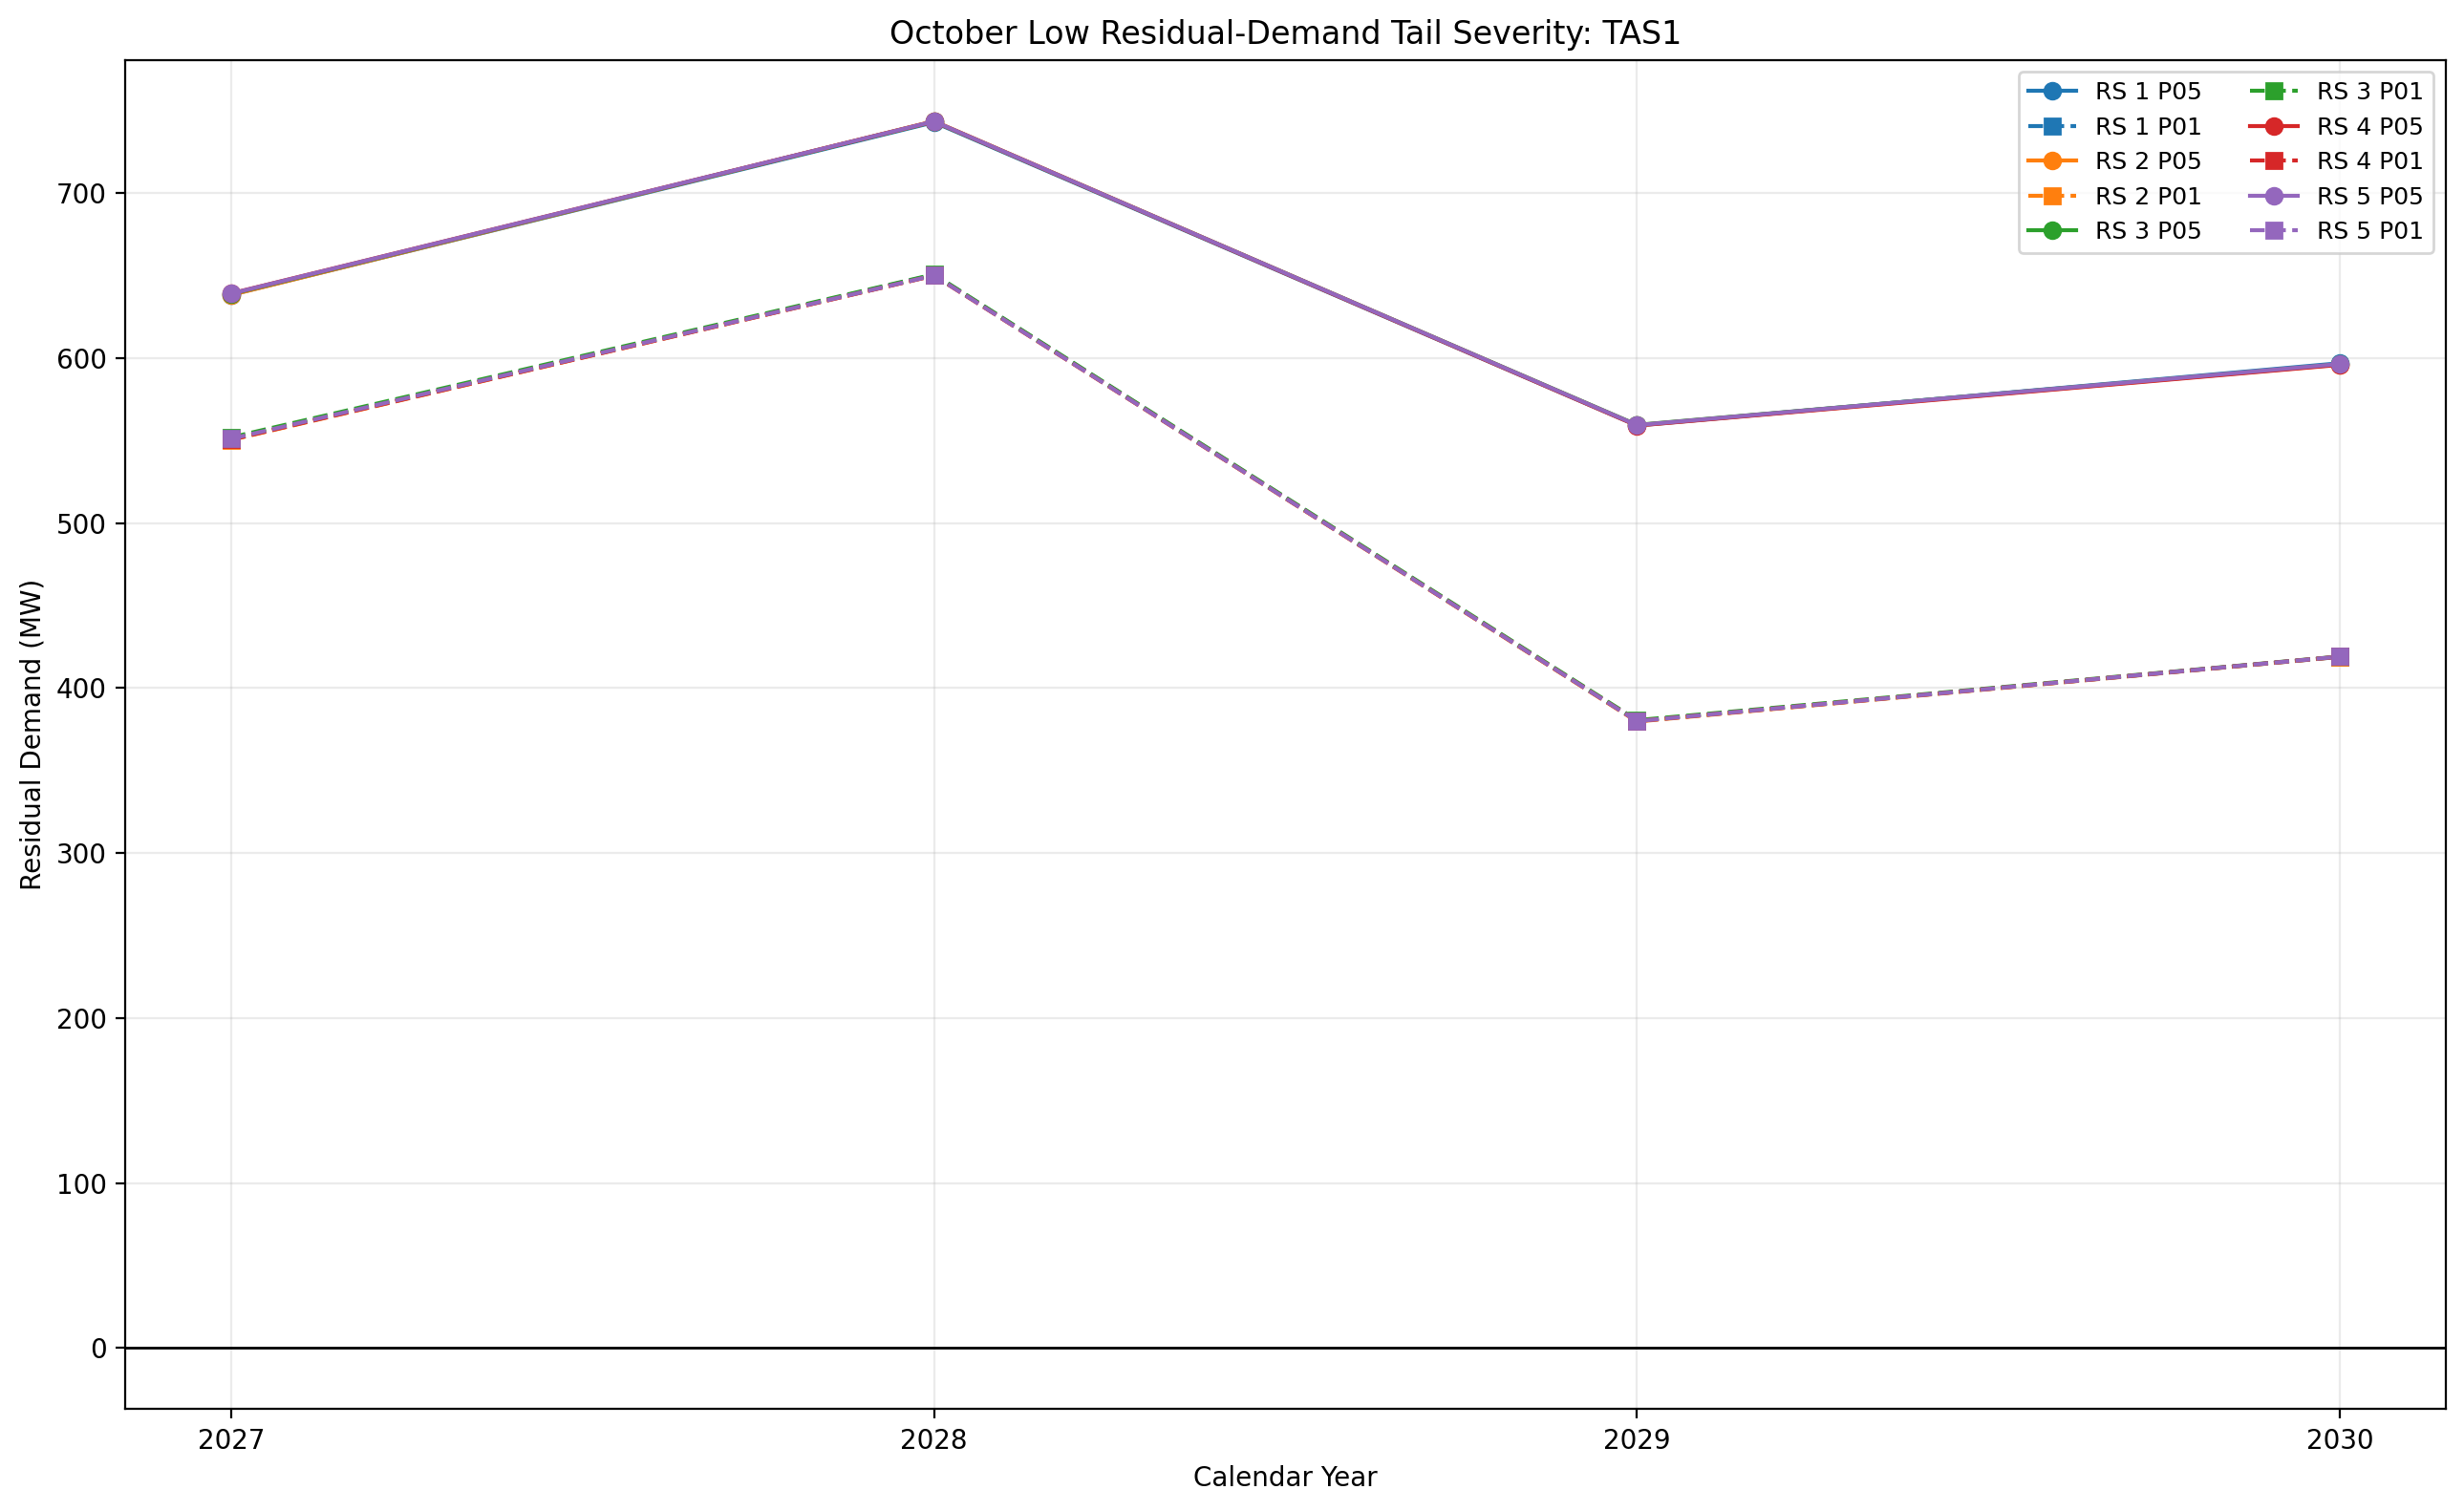 October Low Residual-Demand Tail Severity: TAS1
RS 1 P05
RS 1 P01
RS 2 P05
RS 2 P01
RS 3 P05
RS 3 P01
RS 4 P05
RS 4 P01
RS 5 P05
RS 5 P01
Residual Demand (MW)
700
600
500
400
300
200
100
0
2027 2028 2029 2030
Calendar Year